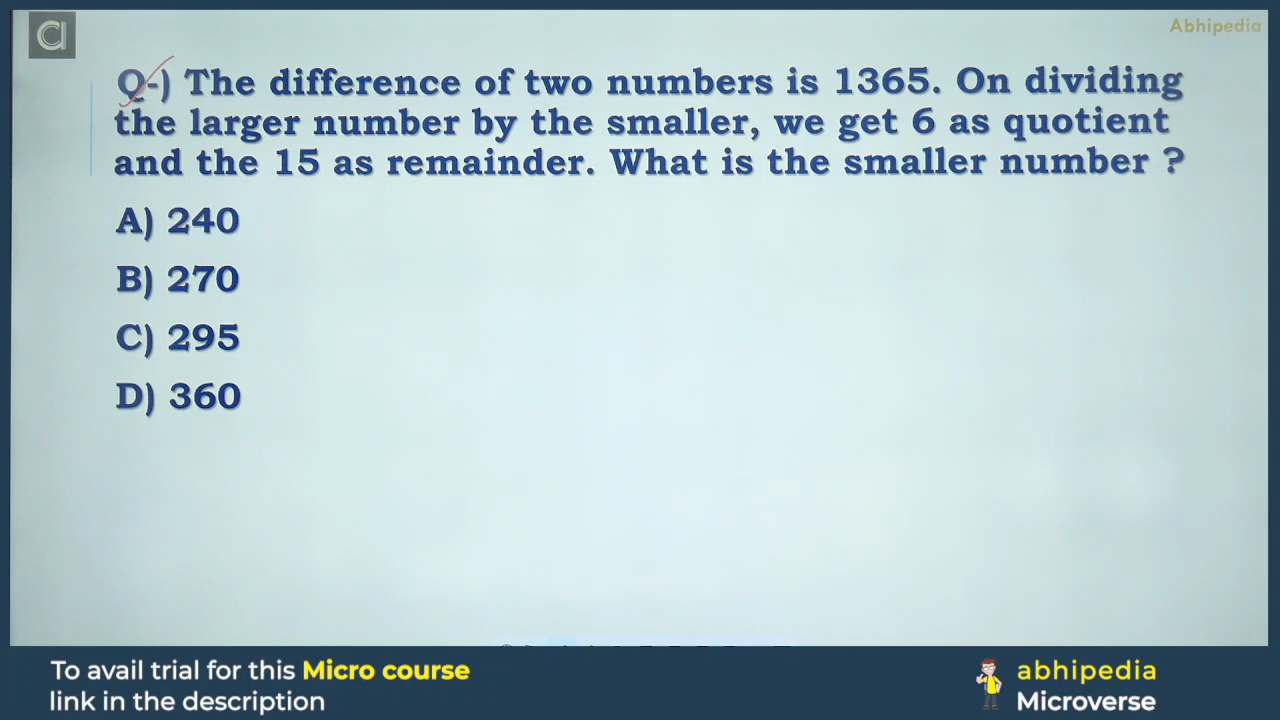 Abhipedia
Q-) The difference of two numbers is 1365. On dividing
the larger number by the smaller, we get 6 as quotient
and the 15 as remainder. What is the smaller number ?
A) 240
B) 270
C) 295
D) 360
To avail trial for this Micro course
link in the description
abhipedia
Microverse